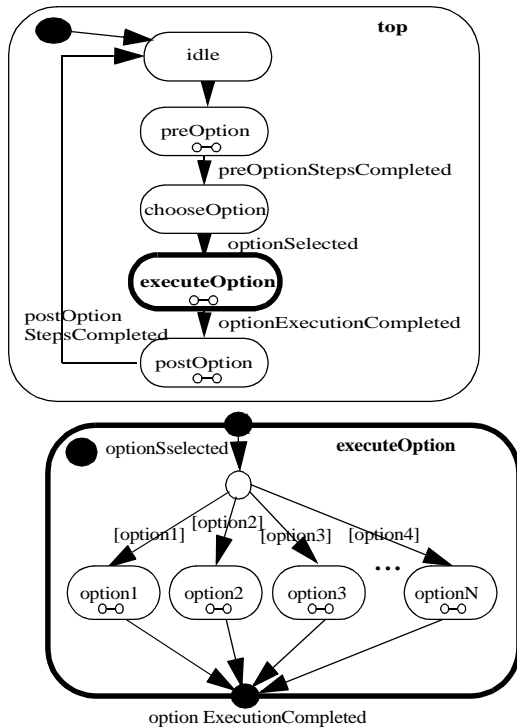 top
idle
preOption
preOptionStepsCompleted
chooseOption
optionSelected
executeOption
optionExecutionCompleted
postOption
StepsCompleted
postOption
optionSselected
executeOption
[option1]
[option2]
[option3]
[option4]
...
option1
option2
option3
optionN
option ExecutionCompleted